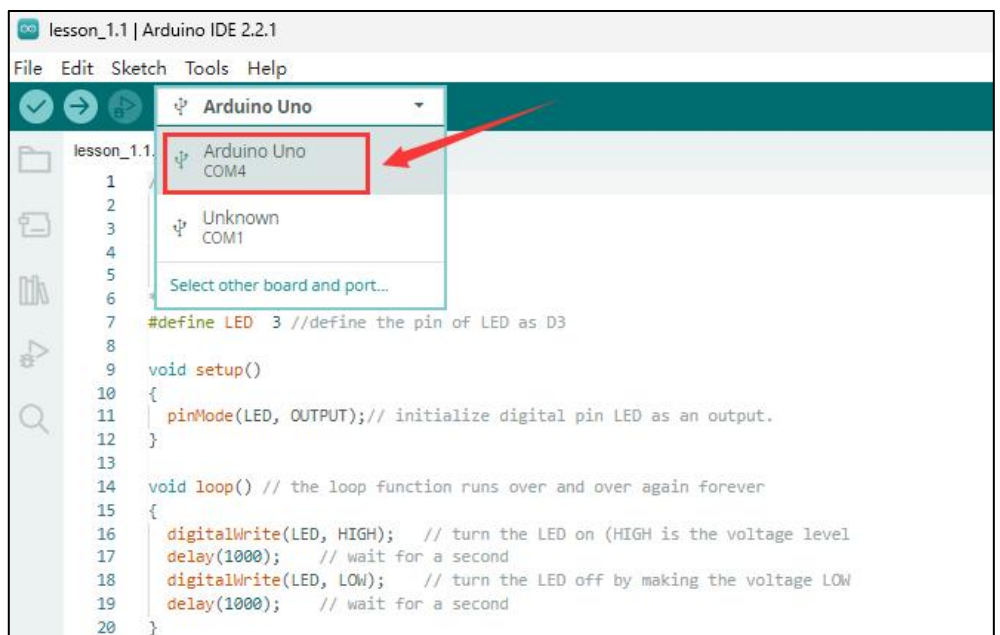 lesson_1.1 | Arduino IDE 2.2.1
File Edit Sketch Tools Help
Arduino Uno
lesson_1.1.
Arduino Uno
COM4
Unknown
COM1
Select other board and port...
1 /
2
3
4
5
6 *
7 #define LED  3 //define the pin of LED as D3
8
9 void setup()
10 {
11   pinMode(LED, OUTPUT);// initialize digital pin LED as an output.
12 }
13
14 void loop() // the loop function runs over and over again forever
15 {
16   digitalWrite(LED, HIGH);   // turn the LED on (HIGH is the voltage level
17   delay(1000);    // wait for a second
18   digitalWrite(LED, LOW);    // turn the LED off by making the voltage LOW
19   delay(1000);    // wait for a second
20 }